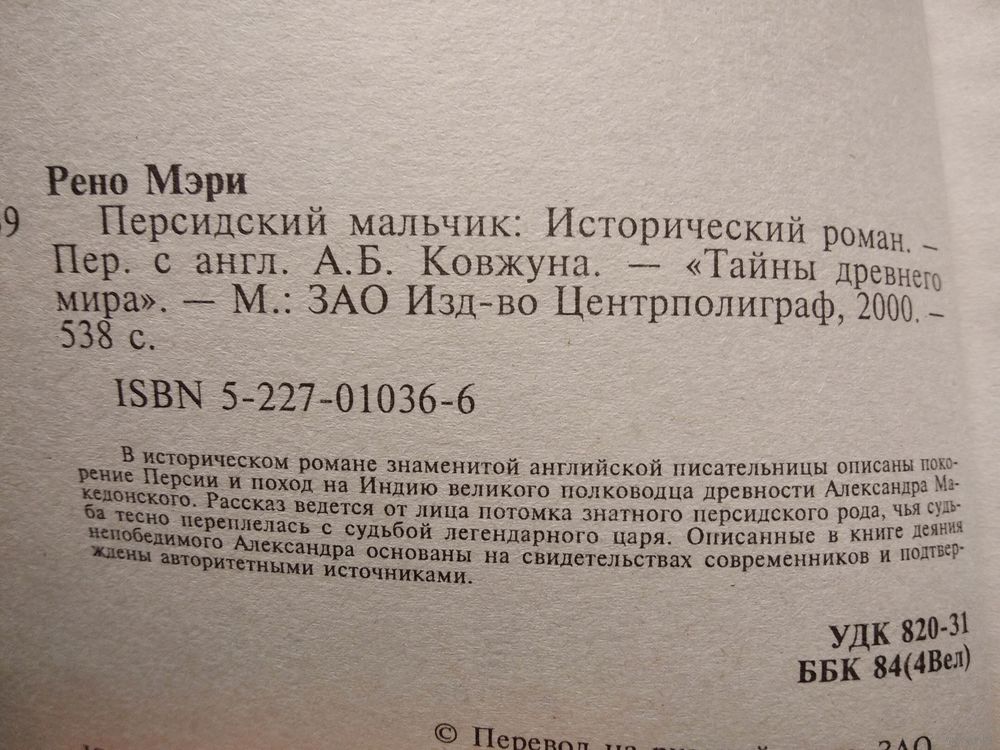 Рено Мэри
9 Персидский мальчик: Исторический роман. –
Пер. с англ. А.Б. Ковжуна. — «Тайны древнего
мира». — М.: ЗАО Изд-во Центрполиграф, 2000. –
538 с.
ISBN 5-227-01036-6
В историческом романе знаменитой английской писательницы описаны поко-
рение Персии и поход на Индию великого полководца древности Александра Ма-
кедонского. Рассказ ведется от лица потомка знатного персидского рода, чья судь-
ба тесно переплелась с судьбой легендарного царя. Описанные в книге деяния
непобедимого Александра основаны на свидетельствах современников и подтвер-
ждены авторитетными источниками.
УДК 820-31
ББК 84(4Вел)
© Перевод на ЗАО